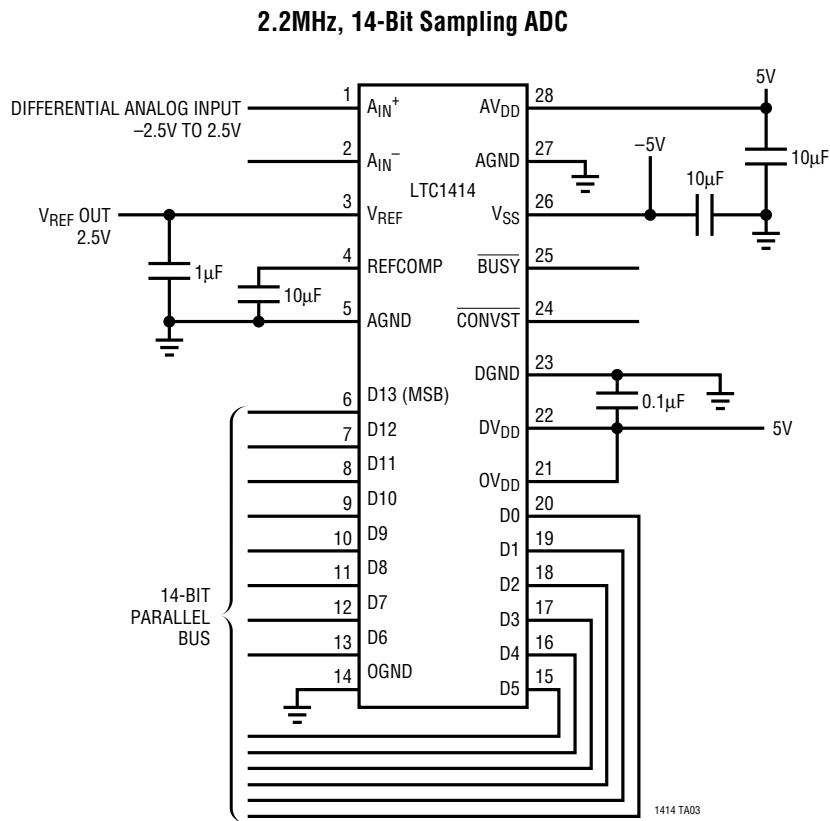 2.2MHz, 14-Bit Sampling ADC
DIFFERENTIAL ANALOG INPUT
–2.5V TO 2.5V
VREF OUT
2.5V
1µF
10µF
14-BIT
PARALLEL
BUS
LTC1414
1 AIN+
2 AIN–
3 VREF
4 REFCOMP
5 AGND
6 D13 (MSB)
7 D12
8 D11
9 D10
10 D9
11 D8
12 D7
13 D6
14 OGND
AVDD 28
AGND 27
VSS 26
BUSY 25
CONVST 24
DGND 23
DVDD 22
OVDD 21
D0 20
D1 19
D2 18
D3 17
D4 16
D5 15
5V
–5V
10µF
10µF
0.1µF
5V
1414 TA03